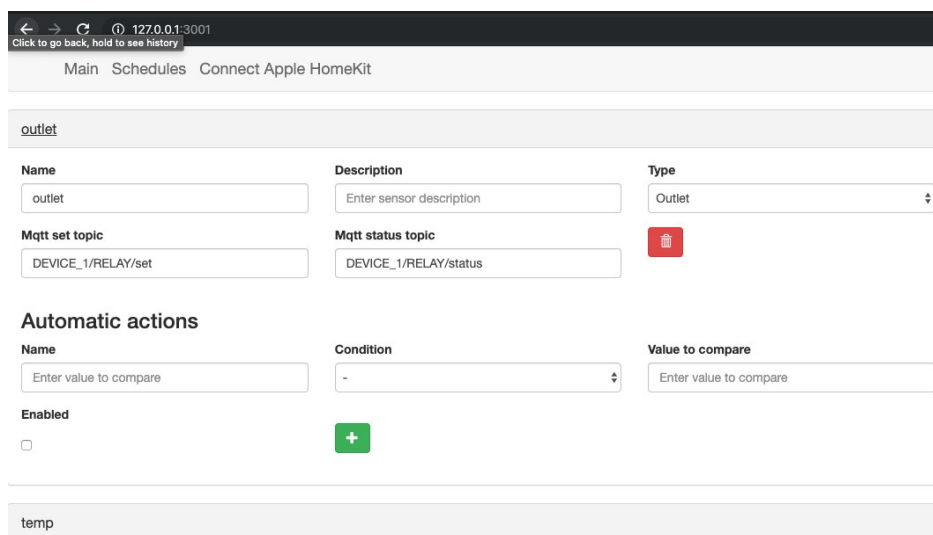 127.0.0.1:3001
Click to go back, hold to see history
Main Schedules Connect Apple HomeKit
outlet
Name Description Type
outlet Enter sensor description Outlet
Mqtt set topic Mqtt status topic
DEVICE_1/RELAY/set DEVICE_1/RELAY/status
Automatic actions
Name Condition Value to compare
Enter value to compare - Enter value to compare
Enabled
temp